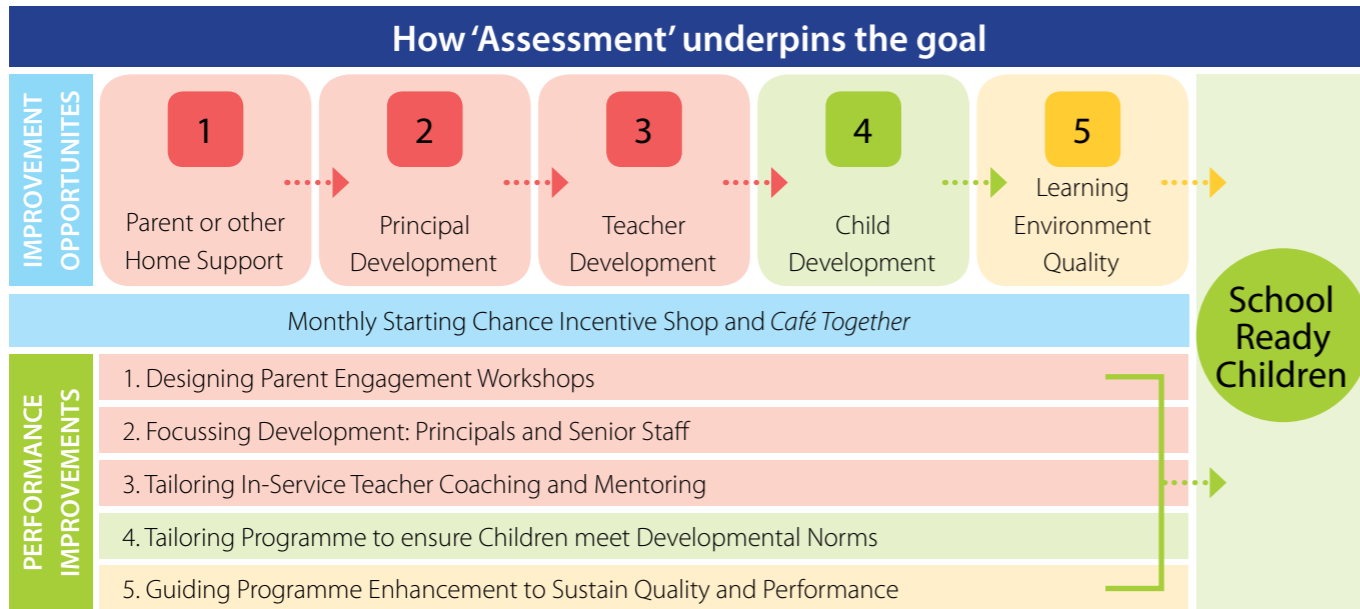 How ‘Assessment’ underpins the goal
IMPROVEMENT
OPPORTUNITES
1
Parent or other
Home Support
2
Principal
Development
3
Teacher
Development
4
Child
Development
5
Learning
Environment
Quality
Monthly Starting Chance Incentive Shop and Café Together
PERFORMANCE
IMPROVEMENTS
1. Designing Parent Engagement Workshops
2. Focussing Development: Principals and Senior Staff
3. Tailoring In-Service Teacher Coaching and Mentoring
4. Tailoring Programme to ensure Children meet Developmental Norms
5. Guiding Programme Enhancement to Sustain Quality and Performance
School
Ready
Children